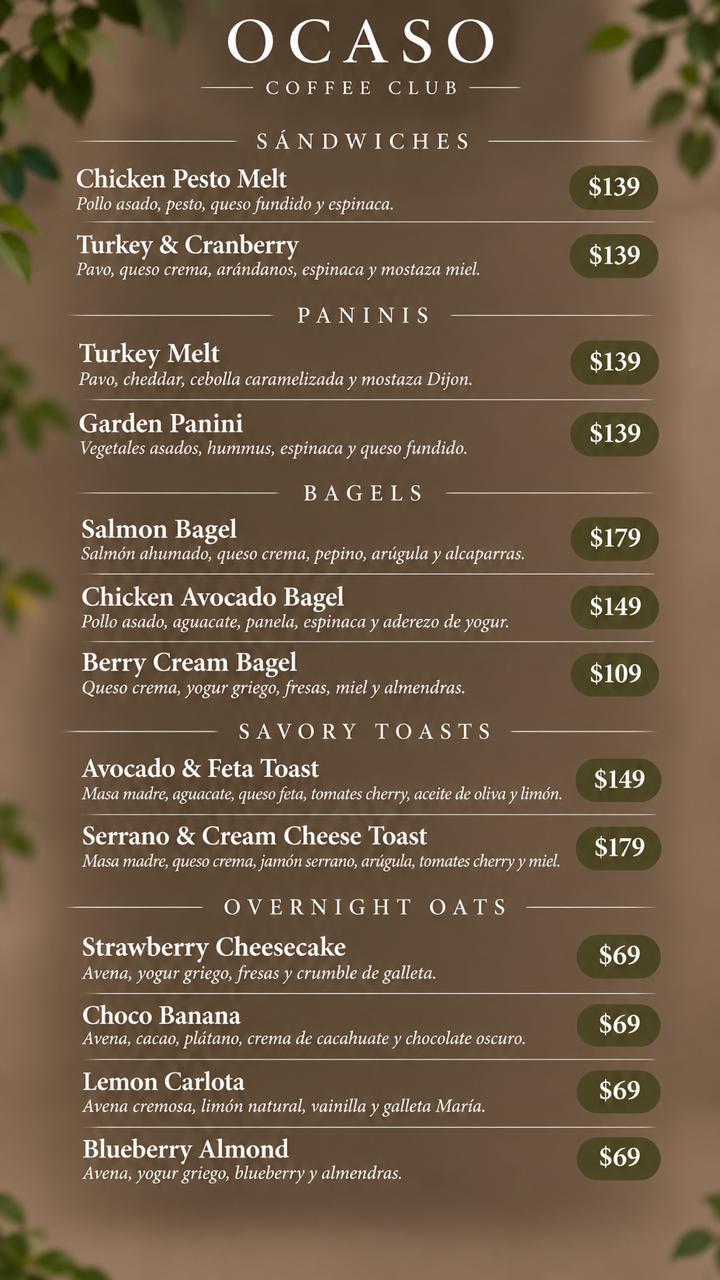 OCASO
COFFEE CLUB
SÁNDWICHES
Chicken Pesto Melt
$139
Pollo asado, pesto, queso fundido y espinaca.
Turkey & Cranberry
$139
Pavo, queso crema, arándanos, espinaca y mostaza miel.
PANINIS
Turkey Melt
$139
Pavo, cheddar, cebolla caramelizada y mostaza Dijon.
Garden Panini
$139
Vegetales asados, hummus, espinaca y queso fundido.
BAGELS
Salmon Bagel
$179
Salmón ahumado, queso crema, pepino, arúgula y alcaparras.
Chicken Avocado Bagel
$149
Pollo asado, aguacate, panela, espinaca y aderezo de yogur.
Berry Cream Bagel
$109
Queso crema, yogur griego, fresas, miel y almendras.
SAVORY TOASTS
Avocado & Feta Toast
$149
Masa madre, aguacate, queso feta, tomates cherry, aceite de oliva y limón.
Serrano & Cream Cheese Toast
$179
Masa madre, queso crema, jamón serrano, arúgula, tomates cherry y miel.
OVERNIGHT OATS
Strawberry Cheesecake
$69
Avena, yogur griego, fresas y crumble de galleta.
Choco Banana
$69
Avena, cacao, plátano, crema de cacahuate y chocolate oscuro.
Lemon Carlota
$69
Avena cremosa, limón natural, vainilla y galleta María.
Blueberry Almond
$69
Avena, yogur griego, blueberry y almendras.